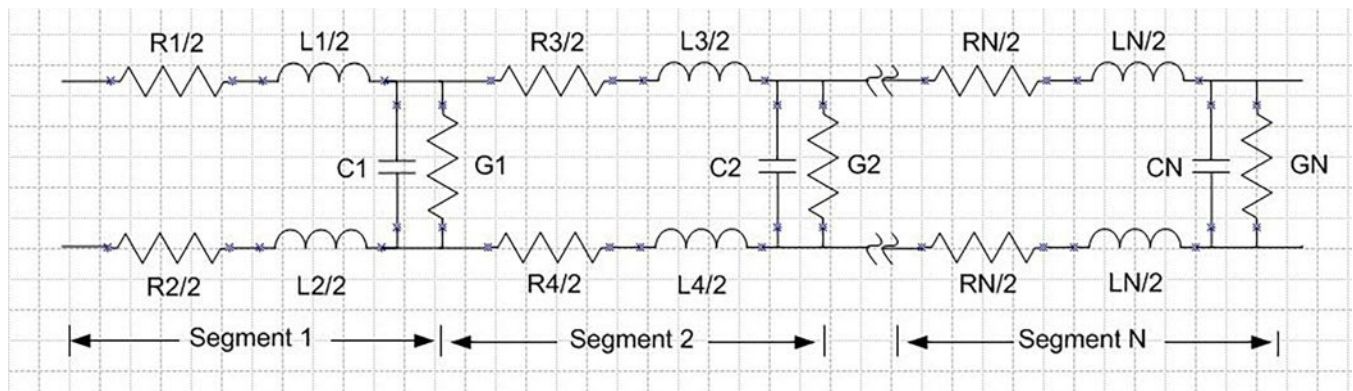 R1/2 L1/2 R3/2 L3/2 RN/2 LN/2
C1 G1 C2 G2 CN GN
R2/2 L2/2 R4/2 L4/2 RN/2 LN/2
Segment 1 Segment 2 Segment N